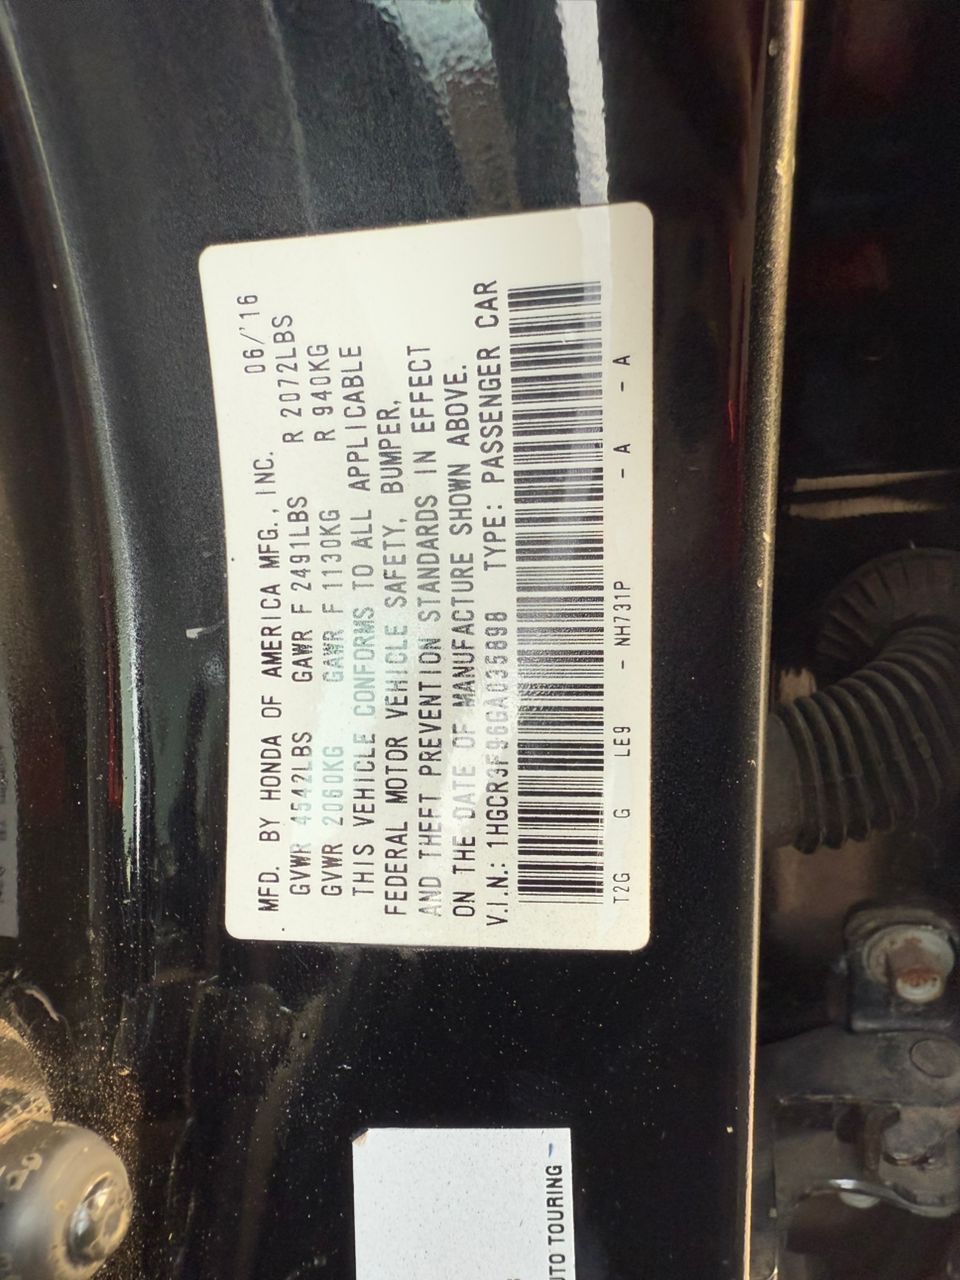 MFD. BY HONDA OF AMERICA MFG., INC. 06/'16
GVWR 4542LBS GAWR F 2491LBS R 2072LBS
GVWR 2060KG GAWR F 1130KG R 940KG
THIS VEHICLE CONFORMS TO ALL APPLICABLE
FEDERAL MOTOR VEHICLE SAFETY, BUMPER,
AND THEFT PREVENTION STANDARDS IN EFFECT
ON THE DATE OF MANUFACTURE SHOWN ABOVE.
V.I.N.: 1HGCR3F96GA035898 TYPE: PASSENGER CAR
T2G G LE9 - NH731P - A - A
UTO TOURING -